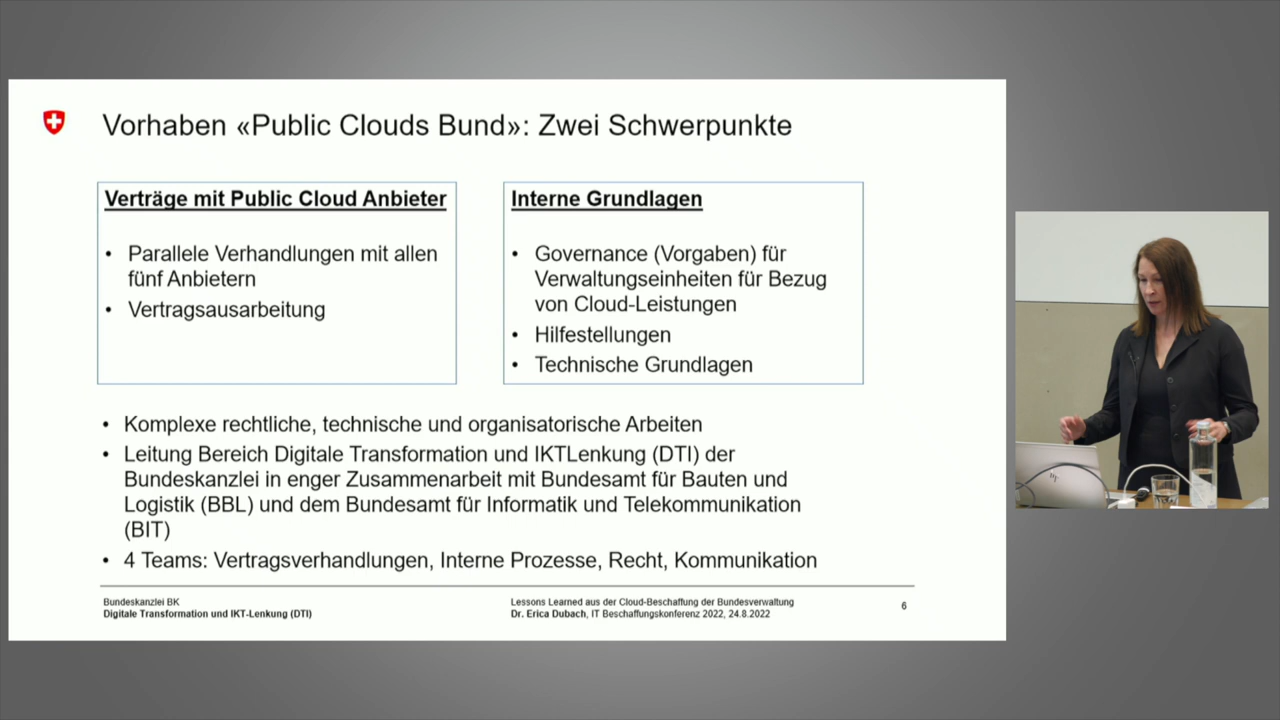 Vorhaben «Public Clouds Bund»: Zwei Schwerpunkte
Verträge mit Public Cloud Anbieter
• Parallele Verhandlungen mit allen
fünf Anbietern
• Vertragsausarbeitung
Interne Grundlagen
• Governance (Vorgaben) für
Verwaltungseinheiten für Bezug
von Cloud-Leistungen
• Hilfestellungen
• Technische Grundlagen
• Komplexe rechtliche, technische und organisatorische Arbeiten
• Leitung Bereich Digitale Transformation und IKTLenkung (DTI) der
Bundeskanzlei in enger Zusammenarbeit mit Bundesamt für Bauten und
Logistik (BBL) und dem Bundesamt für Informatik und Telekommunikation
(BIT)
• 4 Teams: Vertragsverhandlungen, Interne Prozesse, Recht, Kommunikation
Bundeskanzlei BK
Digitale Transformation und IKT-Lenkung (DTI)
Lessons Learned aus der Cloud-Beschaffung der Bundesverwaltung
Dr. Erica Dubach, IT Beschaffungskonferenz 2022, 24.8.2022
6